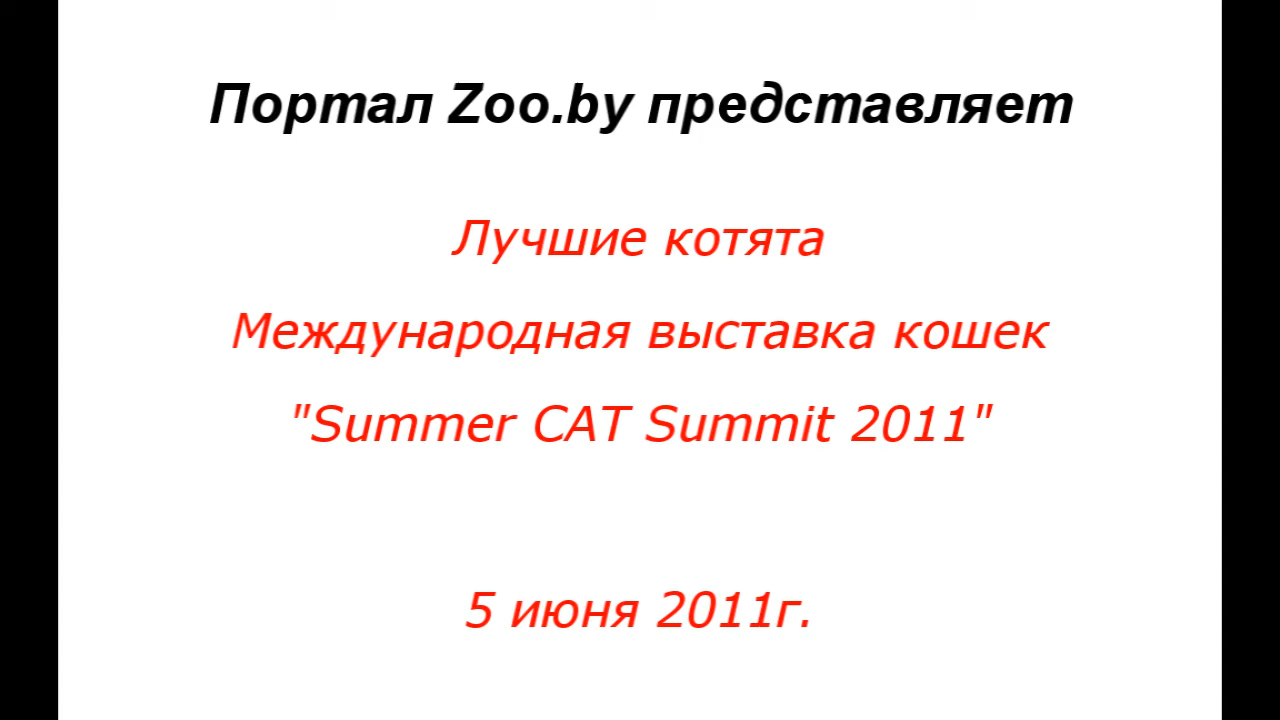 Портал Zoo.by представляет
Лучшие котята
Международная выставка кошек
"Summer CAT Summit 2011"
5 июня 2011г.